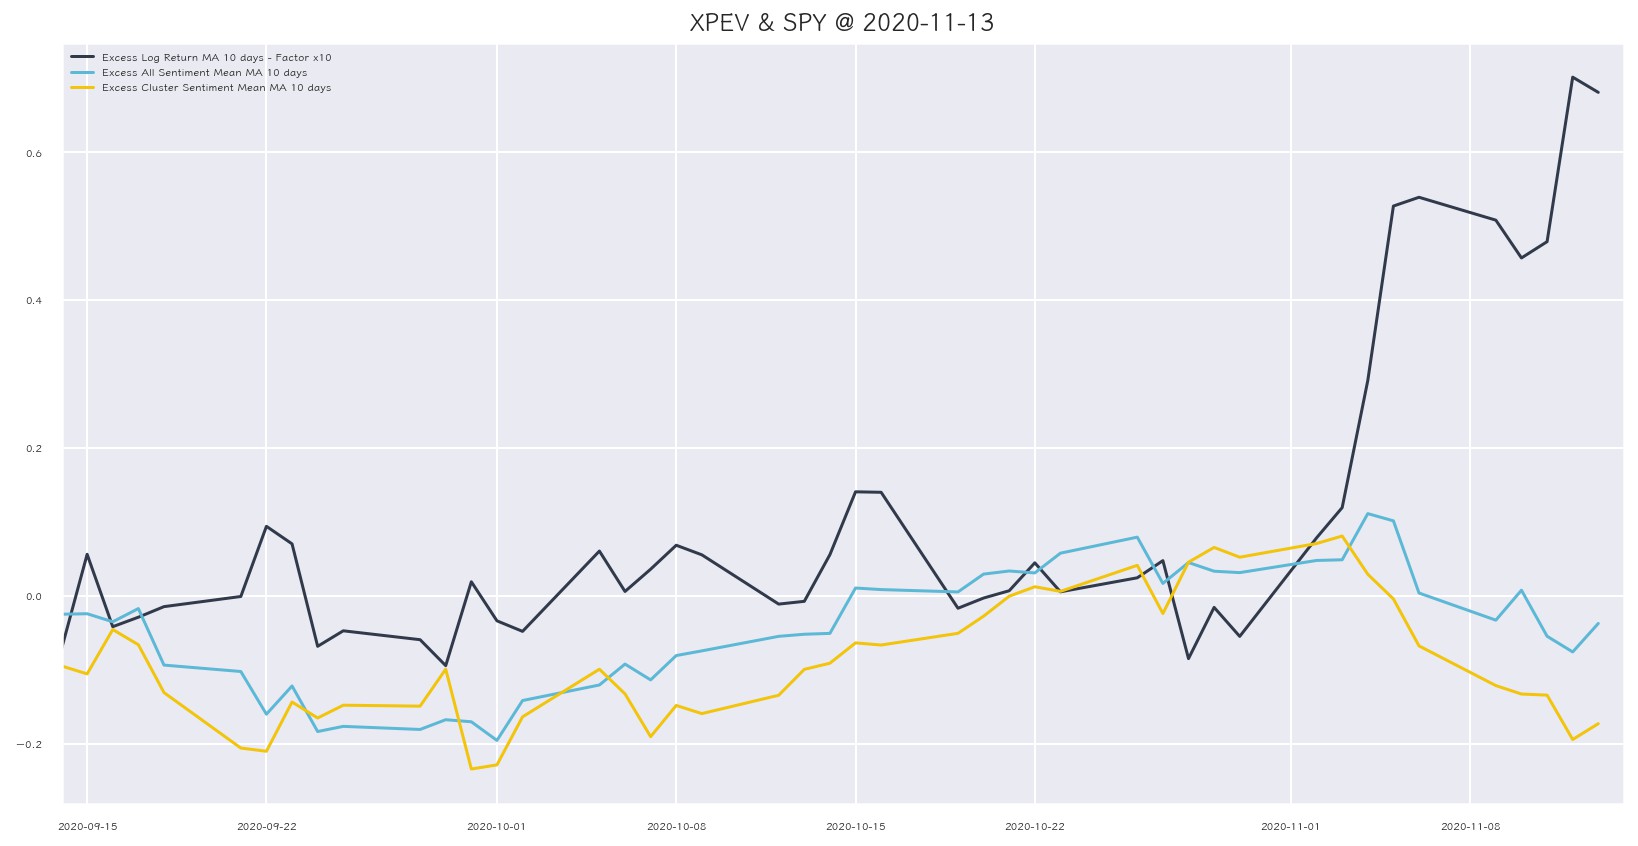 XPEV & SPY @ 2020-11-13
Excess Log Return MA 10 days - Factor x10
Excess All Sentiment Mean MA 10 days
Excess Cluster Sentiment Mean MA 10 days
0.6
0.4
0.2
0.0
−0.2
2020-09-15 2020-09-22 2020-10-01 2020-10-08 2020-10-15 2020-10-22 2020-11-01 2020-11-08